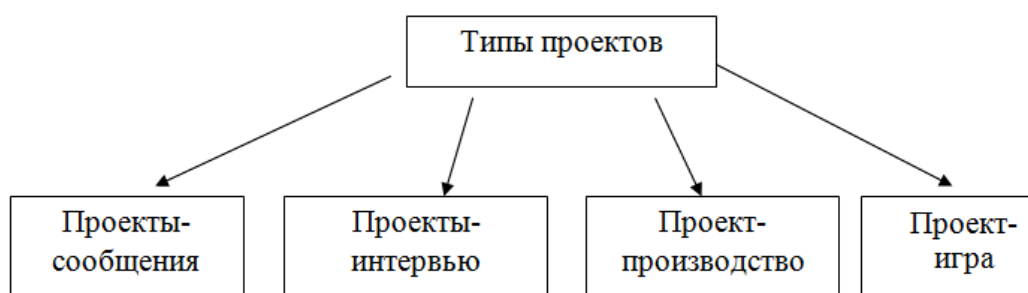 Типы проектов
Проекты-
сообщения
Проекты-
интервью
Проект-
производство
Проект-
игра